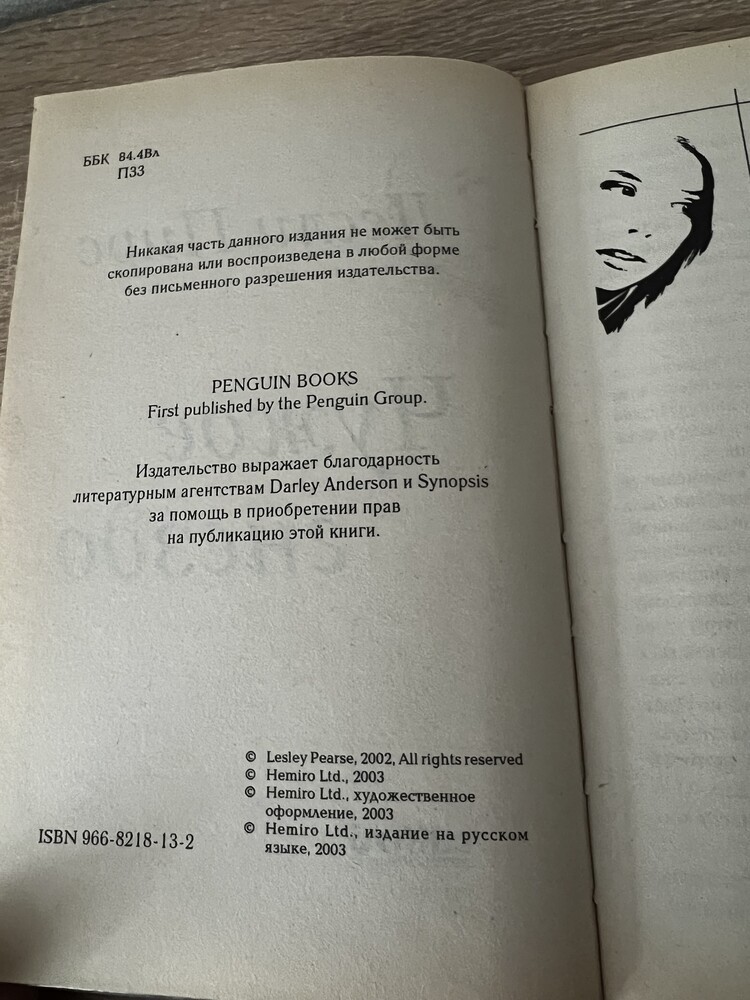 ББК 84.4Вл
П33
Никакая часть данного издания не может быть
скопирована или воспроизведена в любой форме
без письменного разрешения издательства.
PENGUIN BOOKS
First published by the Penguin Group.
Издательство выражает благодарность
литературным агентствам Darley Anderson и Synopsis
за помощь в приобретении прав
на публикацию этой книги.
© Lesley Pearse, 2002, All rights reserved
© Hemiro Ltd., 2003
© Hemiro Ltd., художественное
оформление, 2003
© Hemiro Ltd., издание на русском
языке, 2003
ISBN 966-8218-13-2